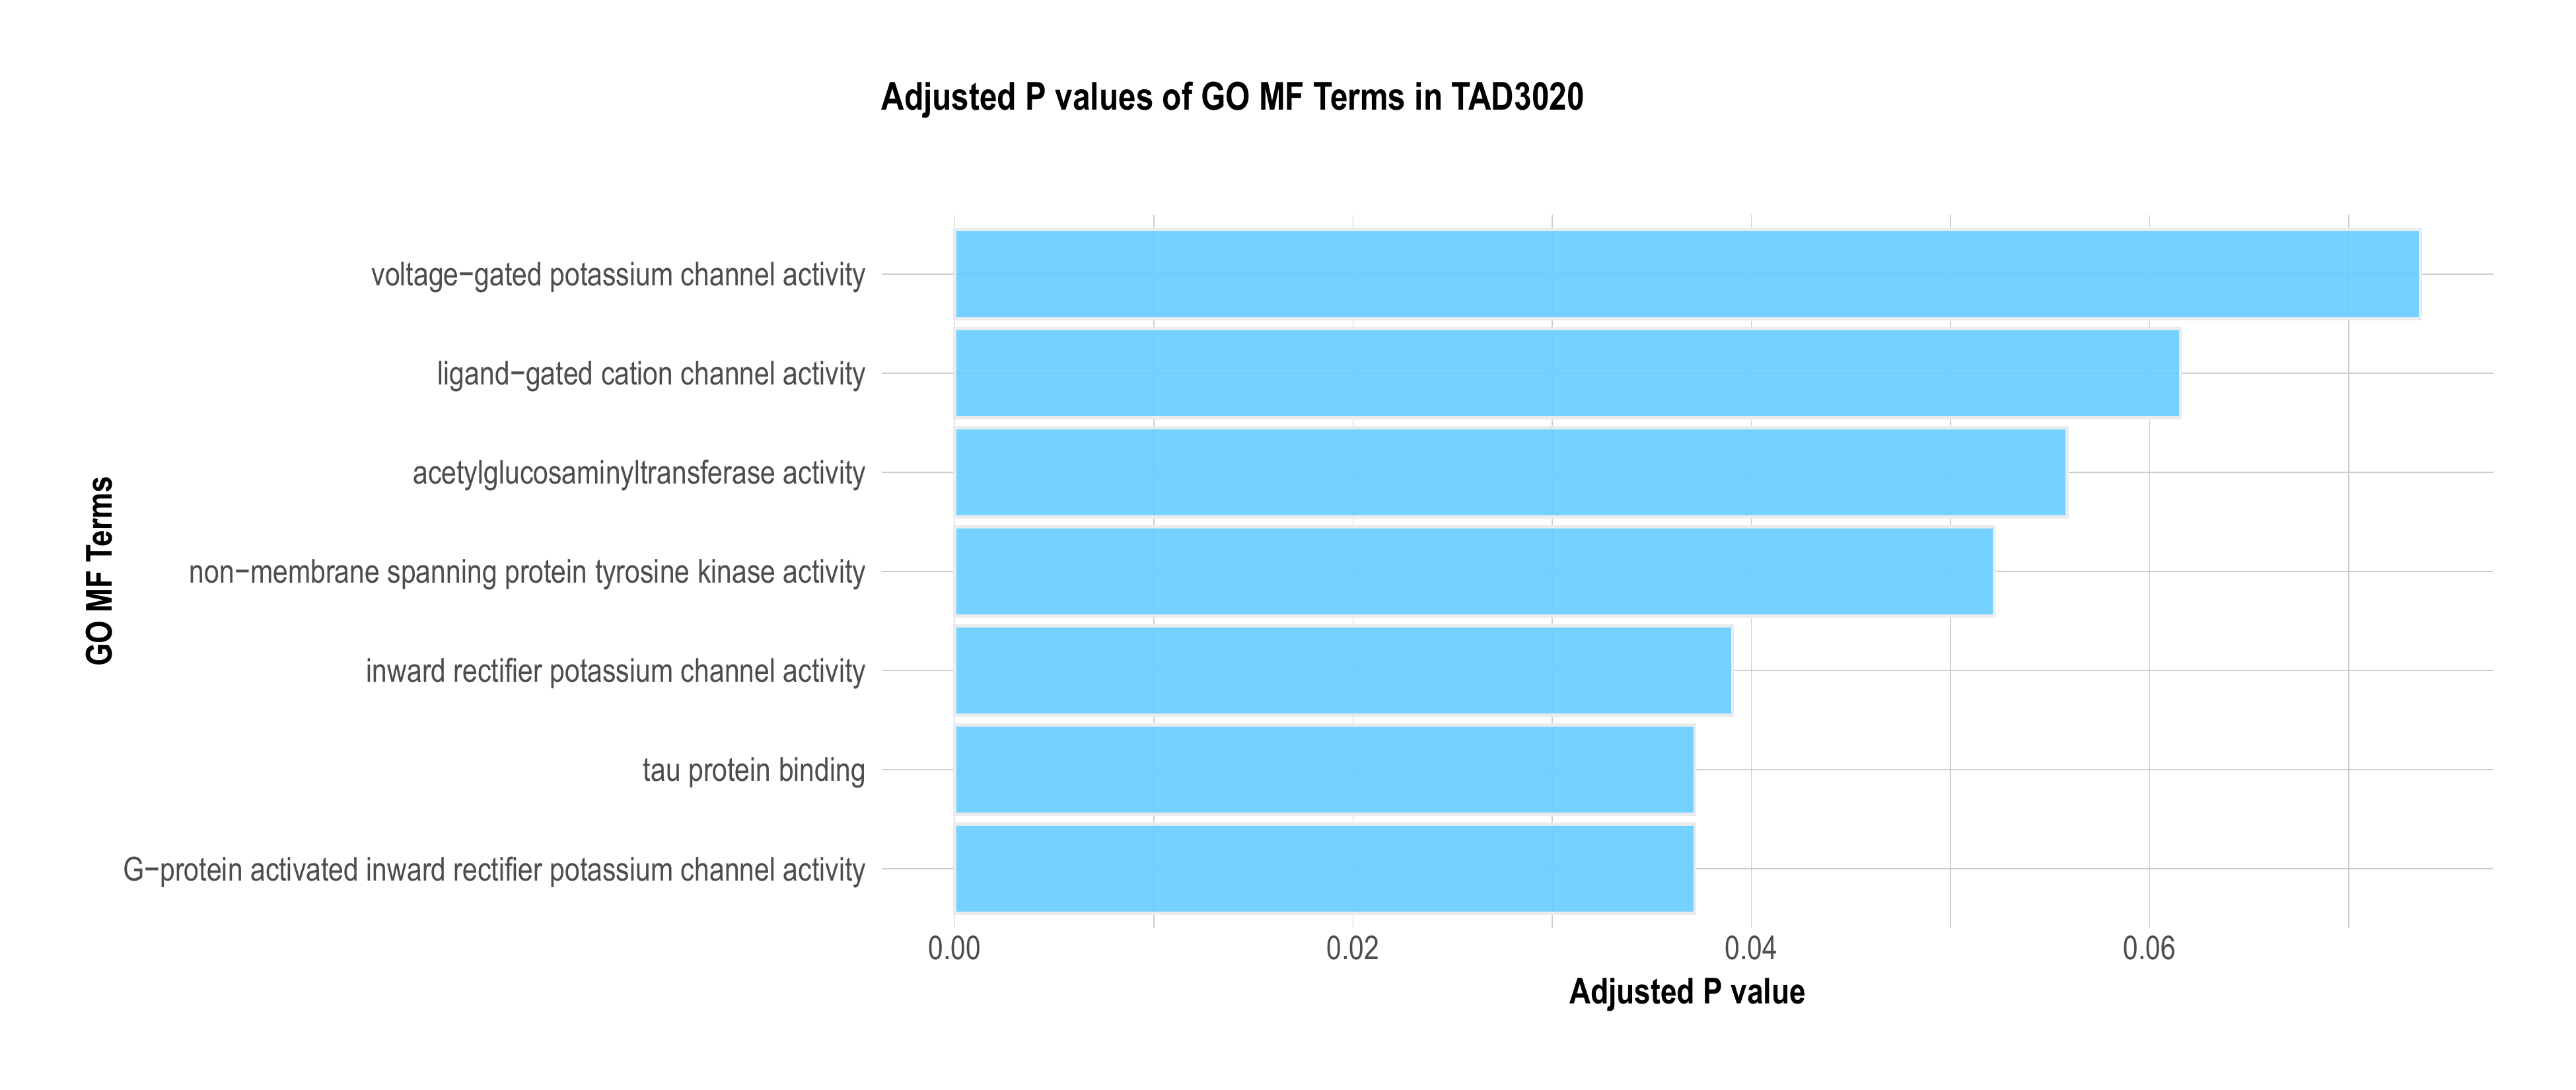 Adjusted P values of GO MF Terms in TAD3020
GO MF Terms
voltage−gated potassium channel activity
ligand−gated cation channel activity
acetylglucosaminyltransferase activity
non−membrane spanning protein tyrosine kinase activity
inward rectifier potassium channel activity
tau protein binding
G−protein activated inward rectifier potassium channel activity
0.00 0.02 0.04 0.06
Adjusted P value